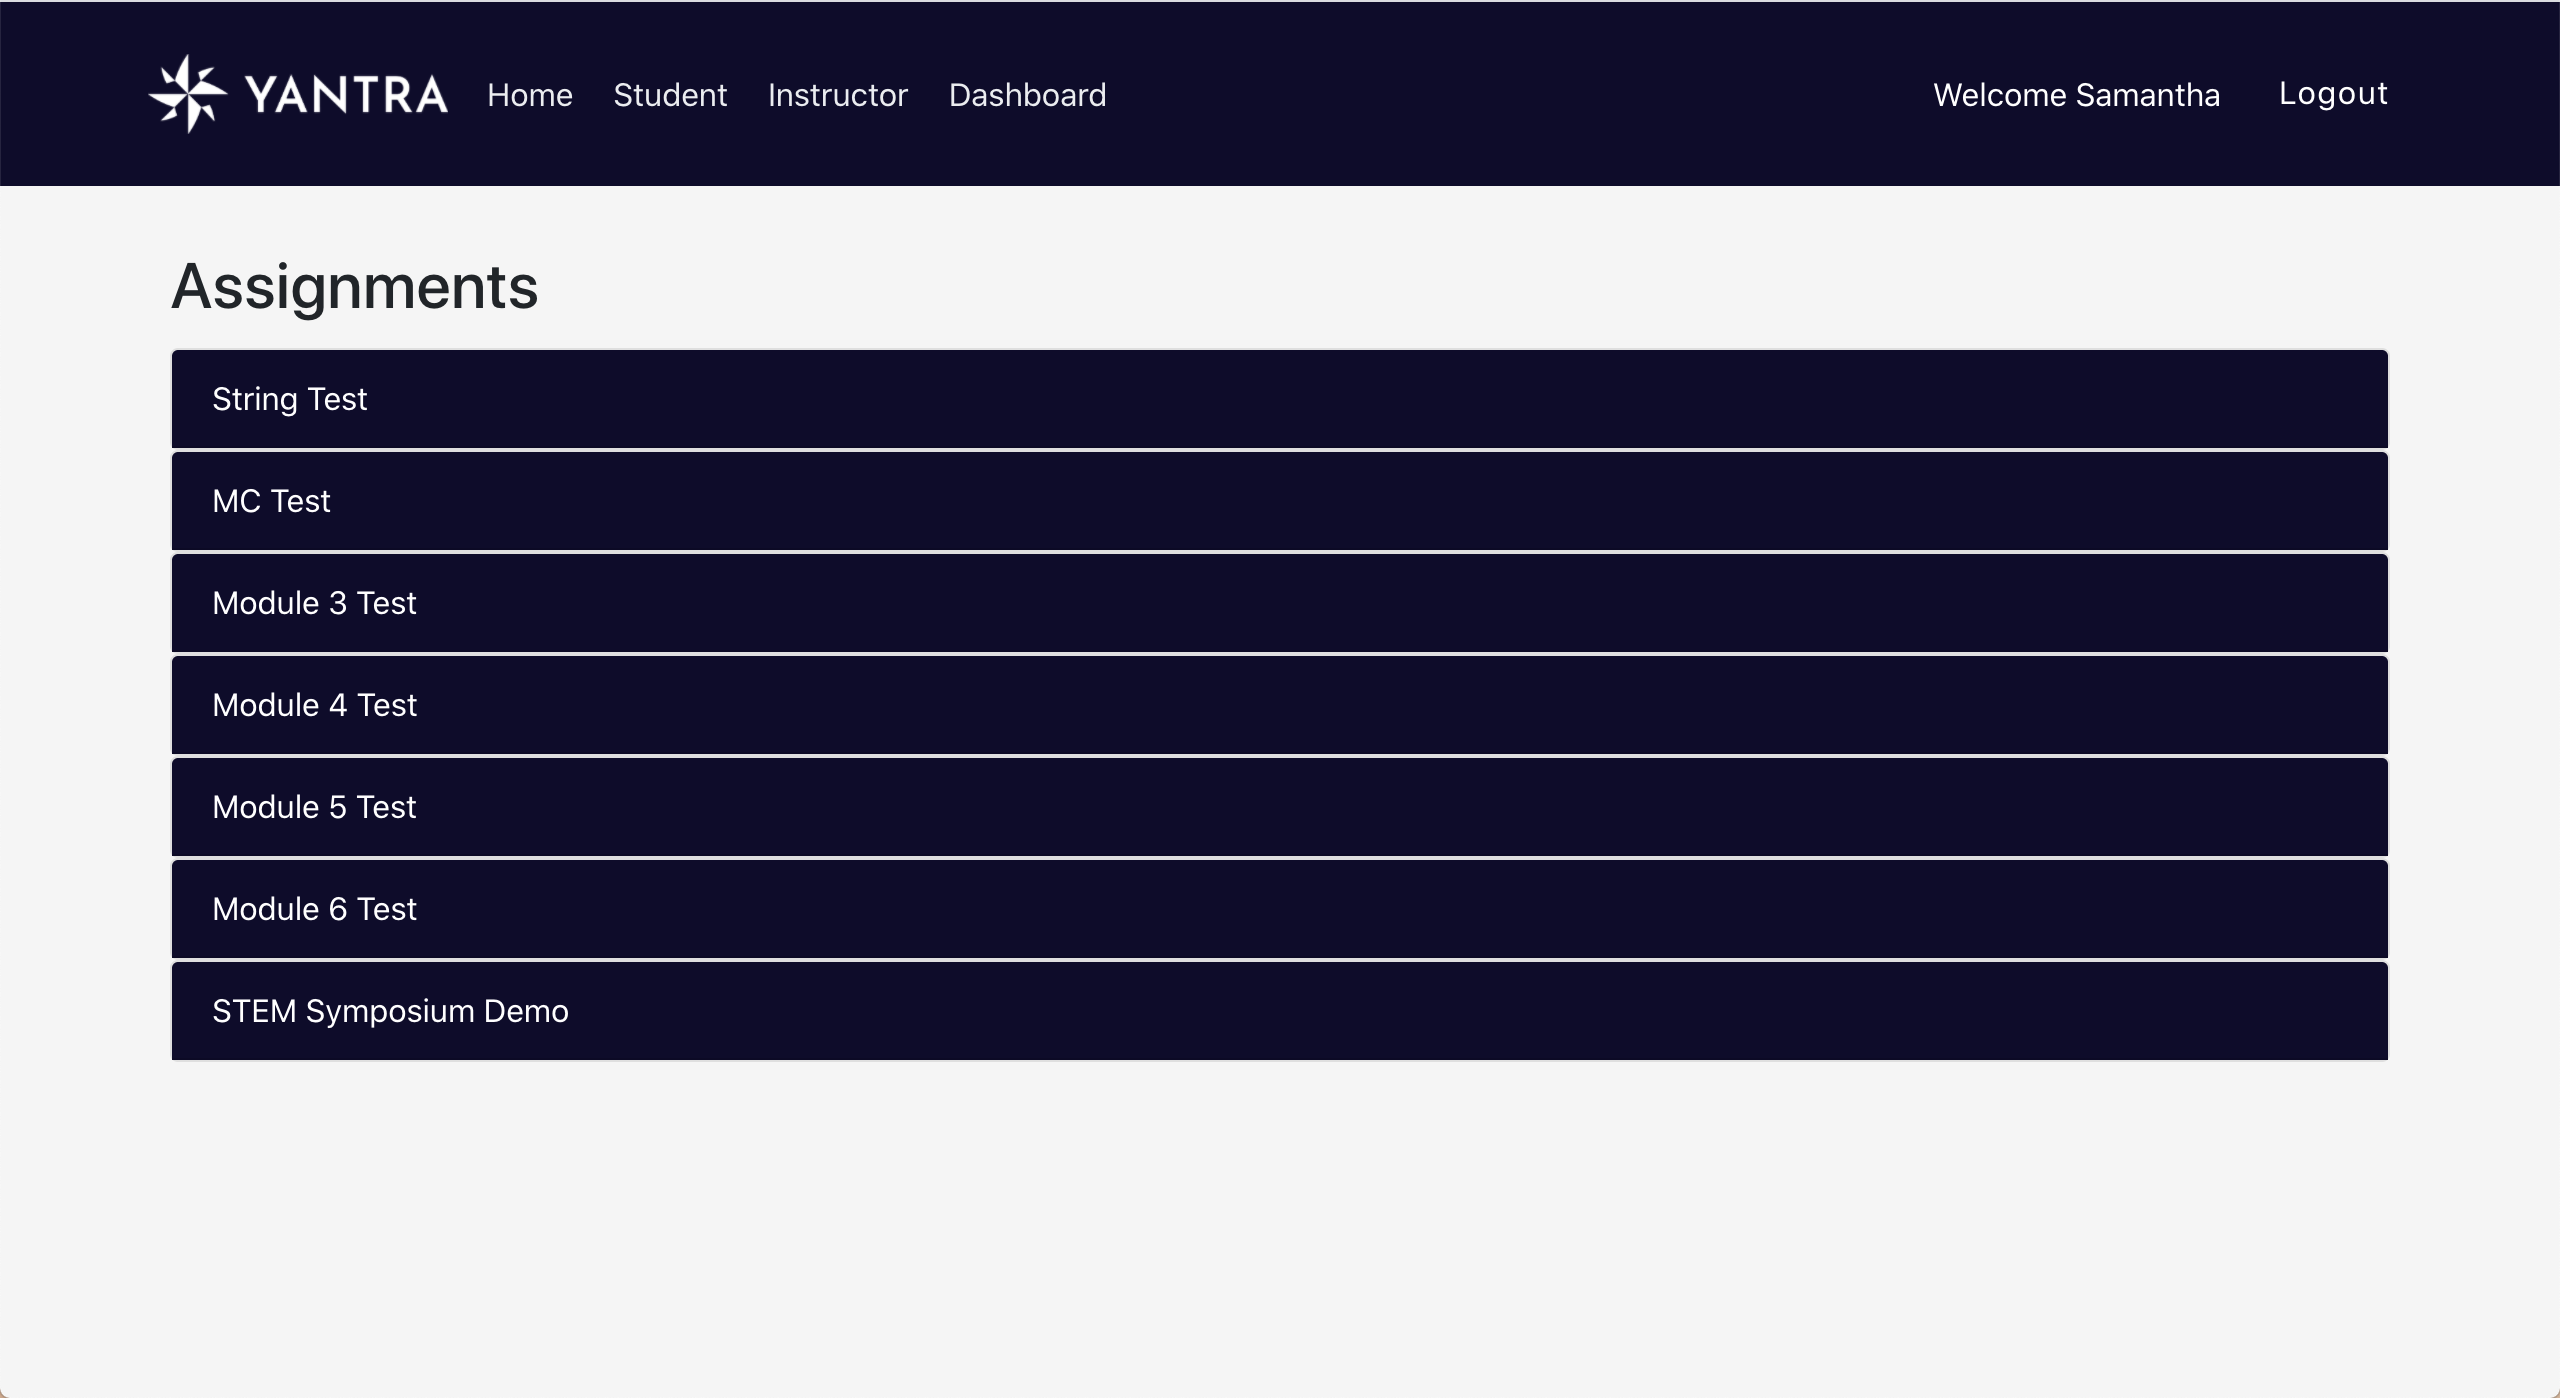 YANTRA Home Student Instructor Dashboard Welcome Samantha Logout
Assignments
String Test
MC Test
Module 3 Test
Module 4 Test
Module 5 Test
Module 6 Test
STEM Symposium Demo